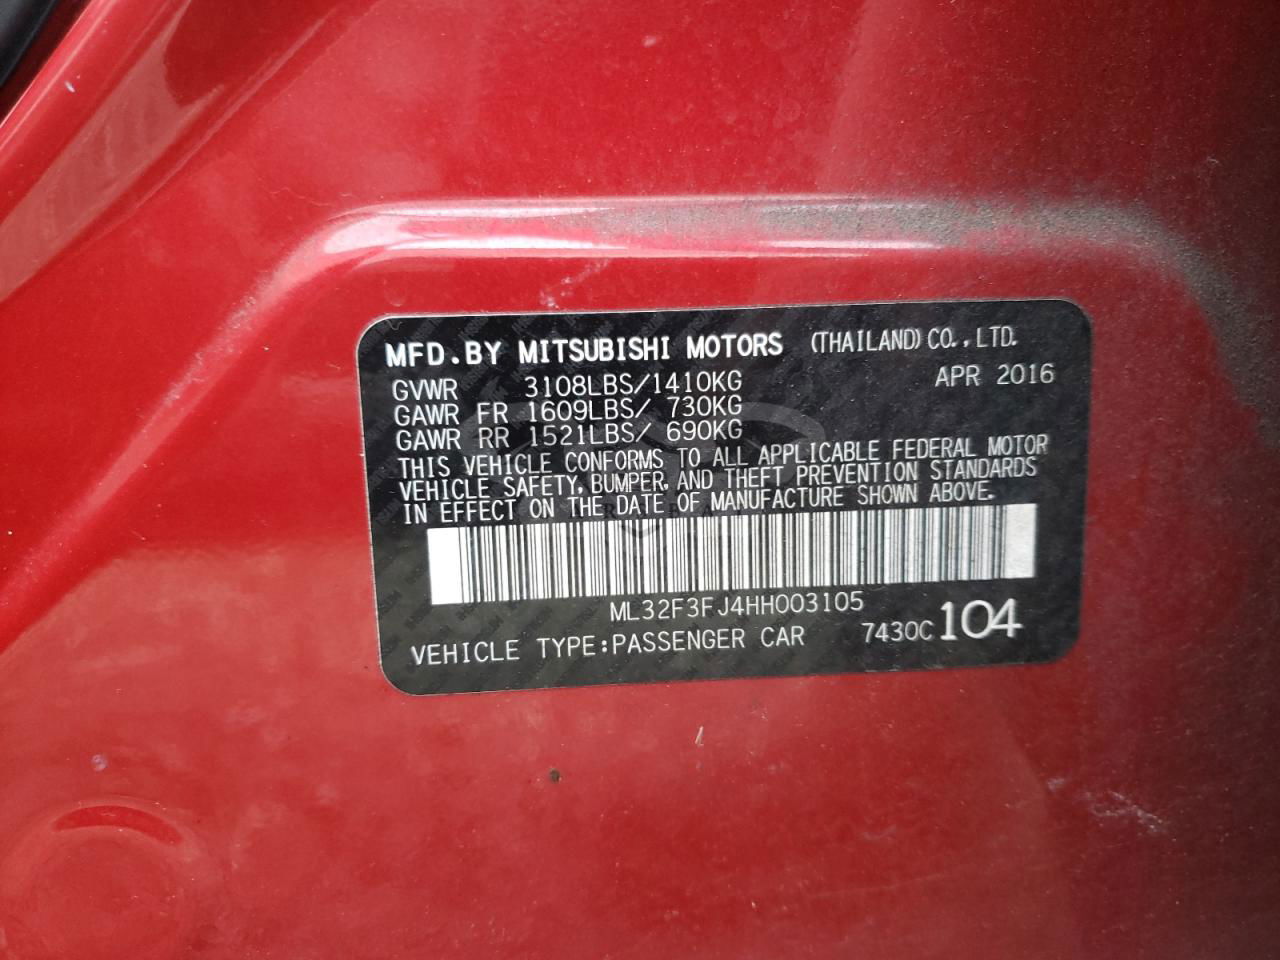 MFD.BY MITSUBISHI MOTORS (THAILAND) CO.,LTD.
GVWR 3108LBS/1410KG APR 2016
GAWR FR 1609LBS/ 730KG
GAWR RR 1521LBS/ 690KG
THIS VEHICLE CONFORMS TO ALL APPLICABLE FEDERAL MOTOR
VEHICLE SAFETY, BUMPER, AND THEFT PREVENTION STANDARDS
IN EFFECT ON THE DATE OF MANUFACTURE SHOWN ABOVE.
ML32F3FJ4HH003105
VEHICLE TYPE:PASSENGER CAR 7430C 104